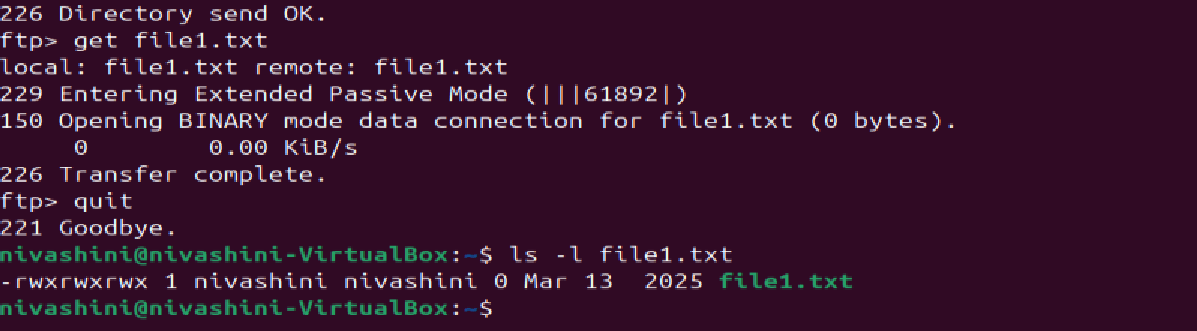 226 Directory send OK.
ftp> get file1.txt
local: file1.txt remote: file1.txt
229 Entering Extended Passive Mode (|||61892|)
150 Opening BINARY mode data connection for file1.txt (0 bytes).
     0        0.00 KiB/s
226 Transfer complete.
ftp> quit
221 Goodbye.
nivashini@nivashini-VirtualBox:~$ ls -l file1.txt
-rwxrwxrwx 1 nivashini nivashini 0 Mar 13  2025 file1.txt
nivashini@nivashini-VirtualBox:~$